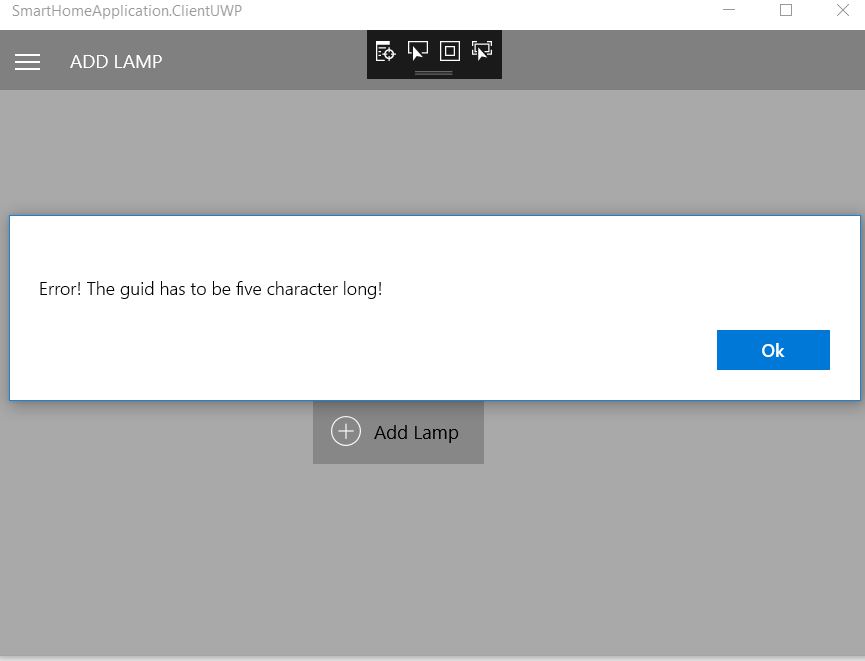 SmartHomeApplication.ClientUWP
ADD LAMP
Error! The guid has to be five character long!
Ok
Add Lamp